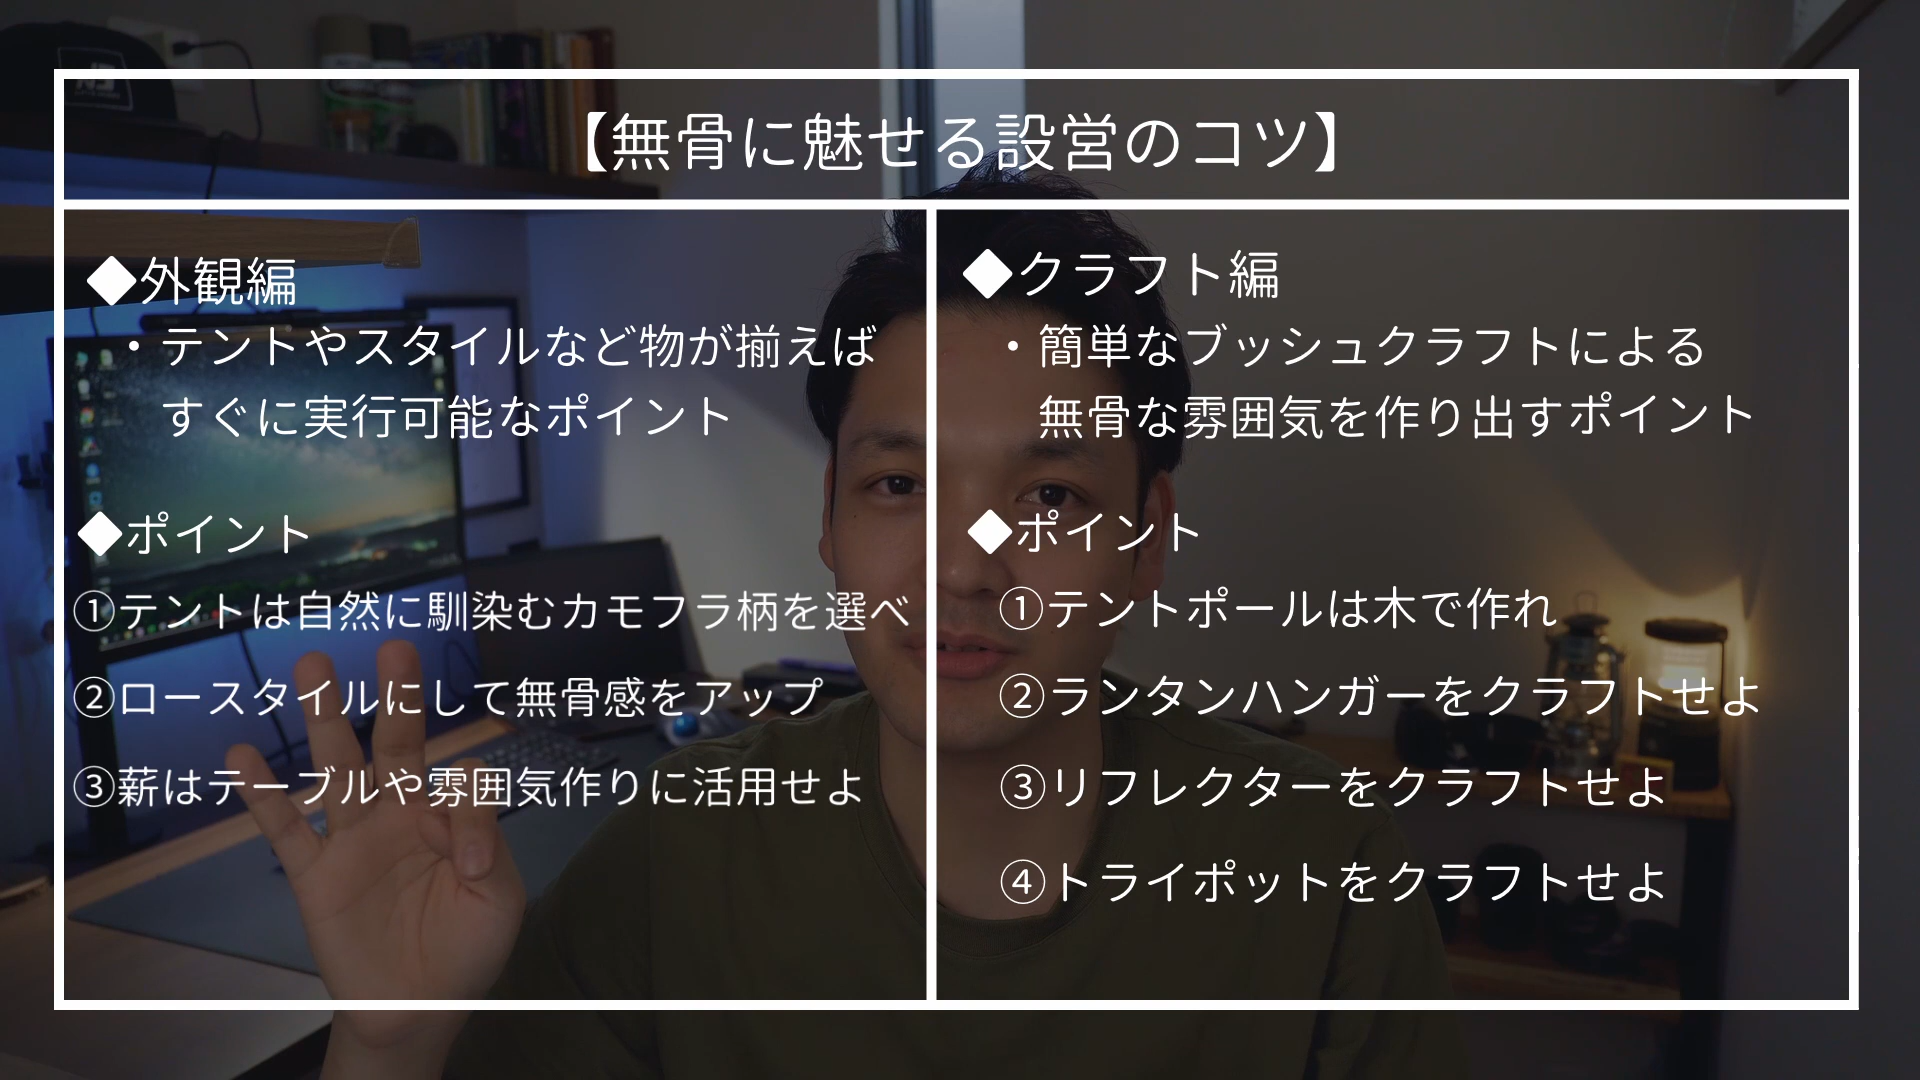 【無骨に魅せる設営のコツ】
◆外観編
・テントやスタイルなど物が揃えば
すぐに実行可能なポイント
◆ポイント
①テントは自然に馴染むカモフラ柄を選べ
②ロースタイルにして無骨感をアップ
③薪はテーブルや雰囲気作りに活用せよ
◆クラフト編
・簡単なブッシュクラフトによる
無骨な雰囲気を作り出すポイント
◆ポイント
①テントポールは木で作れ
②ランタンハンガーをクラフトせよ
③リフレクターをクラフトせよ
④トライポットをクラフトせよ